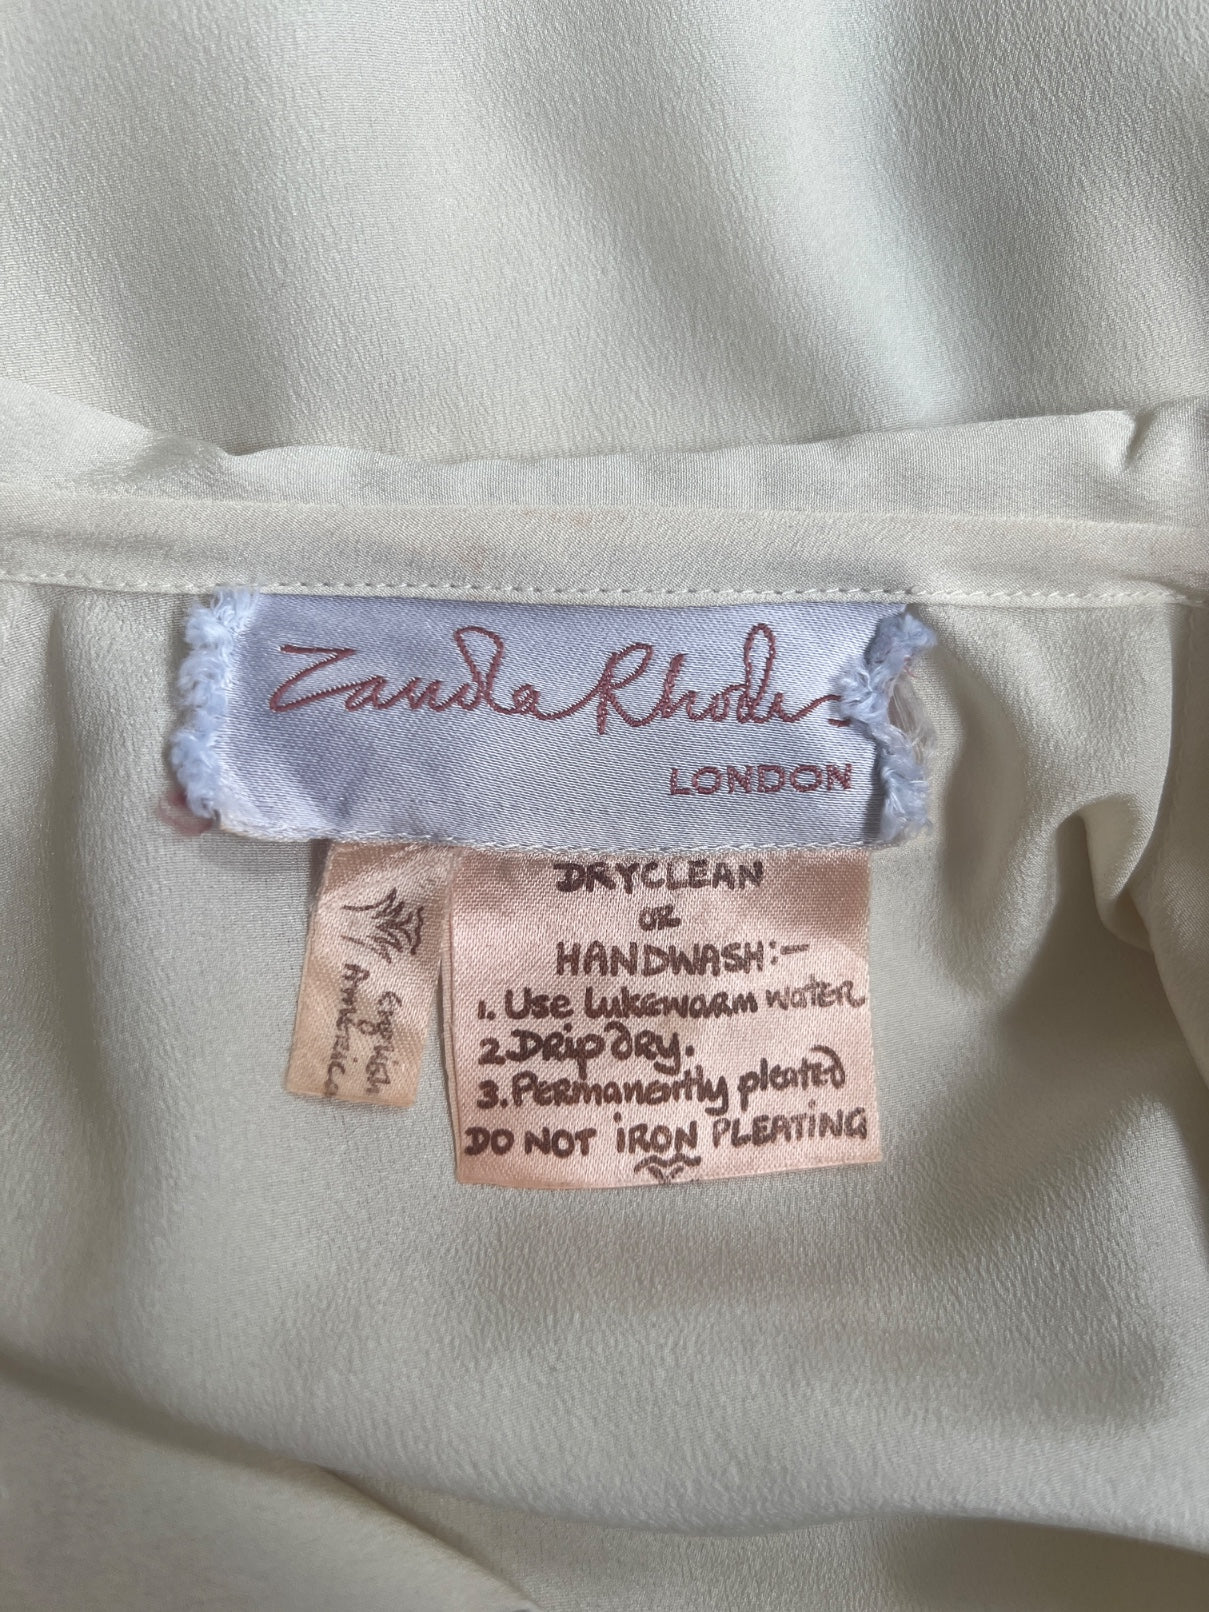 Zandra Rhodes
LONDON
DRYCLEAN
OR
HANDWASH:-
1. Use lukewarm water
2. Drip dry.
3. Permanently pleated
DO NOT iRON PLEATING
English